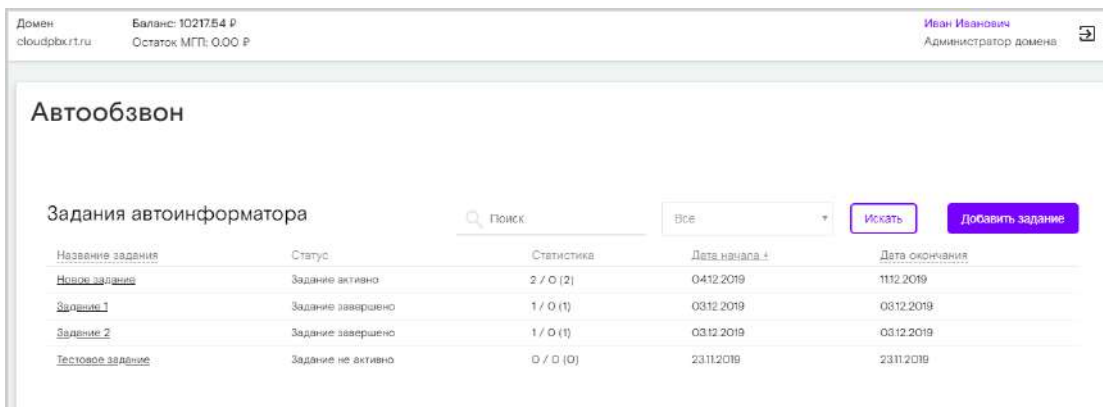 Домен Баланс: 10217.54 ₽ Иван Иванович
cloudpbx.rt.ru Остаток МГП: 0.00 ₽ Администратор домена
Автообзвон
Задания автоинформатора Поиск Все Искать Добавить задание
Название задания Статус Статистика Дата начала ↓ Дата окончания
Новое задание Задание активно 2 / 0 (2) 04.12.2019 11.12.2019
Задание 1 Задание завершено 1 / 0 (1) 03.12.2019 03.12.2019
Задание 2 Задание завершено 1 / 0 (1) 03.12.2019 03.12.2019
Тестовое задание Задание не активно 0 / 0 (0) 23.11.2019 23.11.2019